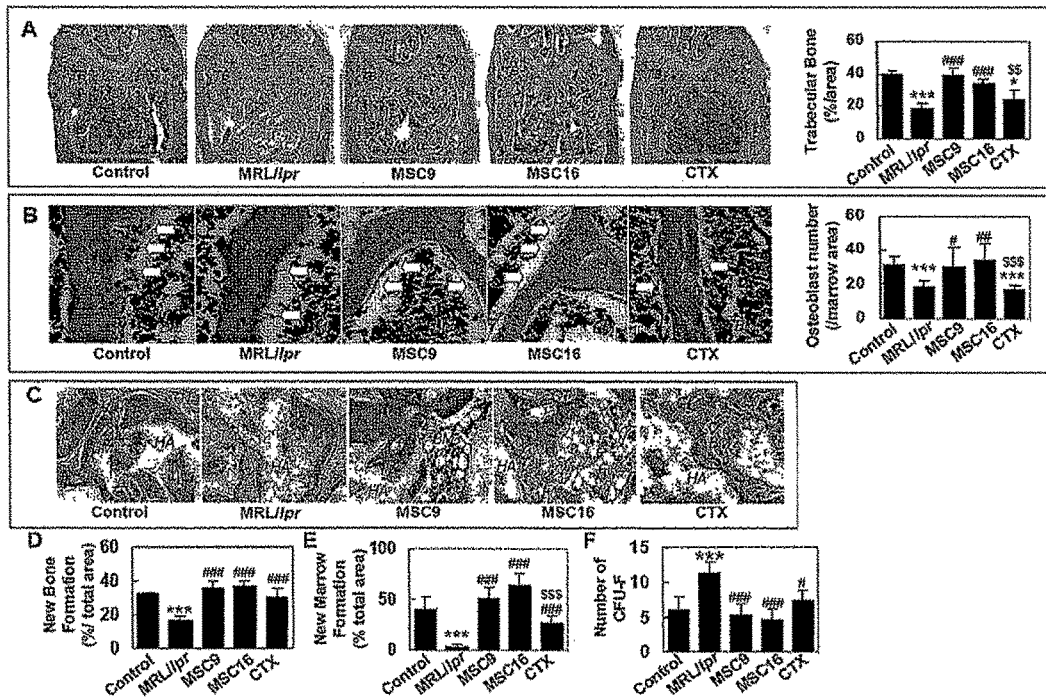 A
Control
MRL/lpr
MSC9
MSC16
CTX
Trabecular Bone
(%/area)
60
40
20
0
***
###
###
$$
*
Control
MRL/lpr
MSC9
MSC16
CTX
B
Control
MRL/lpr
MSC9
MSC16
CTX
Osteoblast number
(/marrow area)
60
40
20
0
***
#
##
$$$
***
Control
MRL/lpr
MSC9
MSC16
CTX
C
HA
HA
HA
HA
Control
MRL/lpr
MSC9
MSC16
CTX
D
New Bone
Formation
(%/ total area)
60
40
20
0
***
###
###
###
Control
MRL/lpr
MSC9
MSC16
CTX
E
New Marrow
Formation
(% total area)
100
50
0
***
###
###
$$$
###
Control
MRL/lpr
MSC9
MSC16
CTX
F
Number of
CFU-F
15
10
5
0
***
###
###
#
Control
MRL/lpr
MSC9
MSC16
CTX